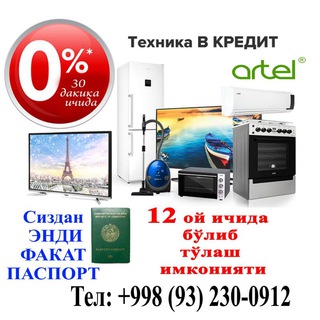 0%*
30
дақиқа
ичида
Техника В КРЕДИТ
artel®
Сиздан
ЭНДИ
ФАКАТ
ПАСПОРТ
12 ой ичида
бўлиб
тўлаш
имконияти
Тел: +998 (93) 230-0912